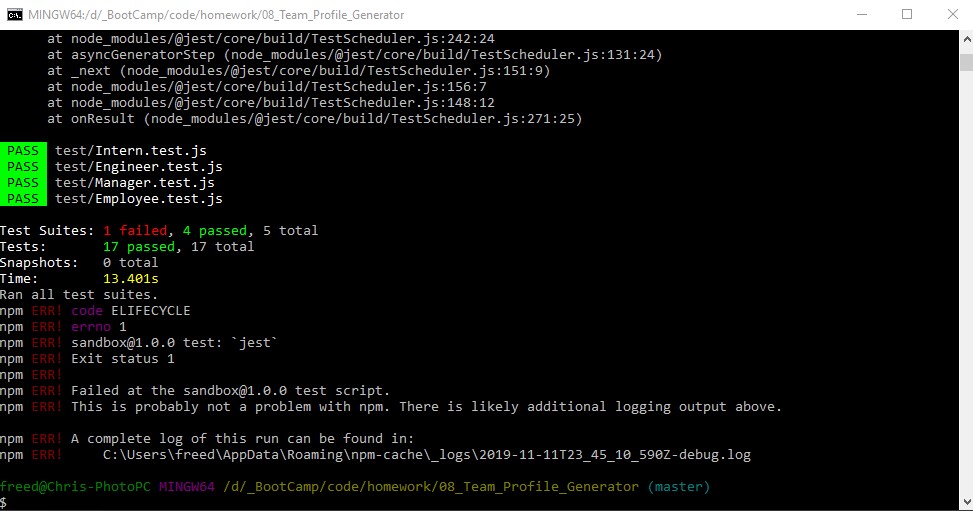 MINGW64:/d/_BootCamp/code/homework/08_Team_Profile_Generator
at node_modules/@jest/core/build/TestScheduler.js:242:24
at asyncGeneratorStep (node_modules/@jest/core/build/TestScheduler.js:131:24)
at _next (node_modules/@jest/core/build/TestScheduler.js:151:9)
at node_modules/@jest/core/build/TestScheduler.js:156:7
at node_modules/@jest/core/build/TestScheduler.js:148:12
at onResult (node_modules/@jest/core/build/TestScheduler.js:271:25)
PASS test/Intern.test.js
PASS test/Engineer.test.js
PASS test/Manager.test.js
PASS test/Employee.test.js
Test Suites: 1 failed, 4 passed, 5 total
Tests: 17 passed, 17 total
Snapshots: 0 total
Time: 13.401s
Ran all test suites.
npm ERR! code ELIFECYCLE
npm ERR! errno 1
npm ERR! sandbox@1.0.0 test: `jest`
npm ERR! Exit status 1
npm ERR!
npm ERR! Failed at the sandbox@1.0.0 test script.
npm ERR! This is probably not a problem with npm. There is likely additional logging output above.
npm ERR! A complete log of this run can be found in:
npm ERR! C:\Users\freed\AppData\Roaming\npm-cache\_logs\2019-11-11T23_45_10_590Z-debug.log
freed@Chris-PhotoPC MINGW64 /d/_BootCamp/code/homework/08_Team_Profile_Generator (master)
$